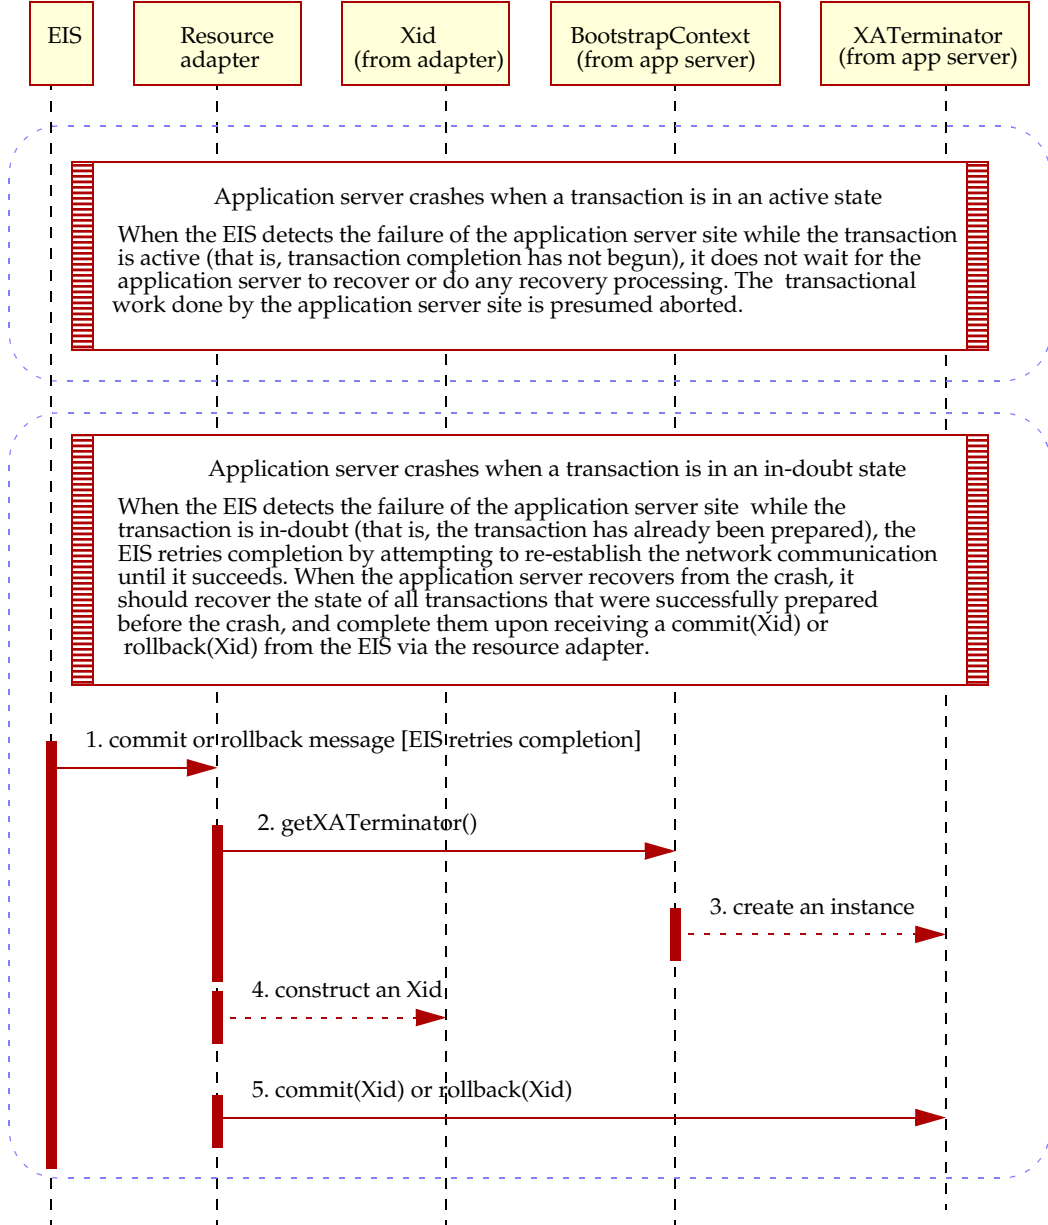 EIS
Resource
adapter
Xid
(from adapter)
BootstrapContext
(from app server)
XATerminator
(from app server)
Application server crashes when a transaction is in an active state
When the EIS detects the failure of the application server site while the transaction
is active (that is, transaction completion has not begun), it does not wait for the
application server to recover or do any recovery processing. The transactional
work done by the application server site is presumed aborted.
Application server crashes when a transaction is in an in-doubt state
When the EIS detects the failure of the application server site while the
transaction is in-doubt (that is, the transaction has already been prepared), the
EIS retries completion by attempting to re-establish the network communication
until it succeeds. When the application server recovers from the crash, it
should recover the state of all transactions that were successfully prepared
before the crash, and complete them upon receiving a commit(Xid) or
rollback(Xid) from the EIS via the resource adapter.
1. commit or rollback message [EIS retries completion]
2. getXATerminator()
3. create an instance
4. construct an Xid
5. commit(Xid) or rollback(Xid)